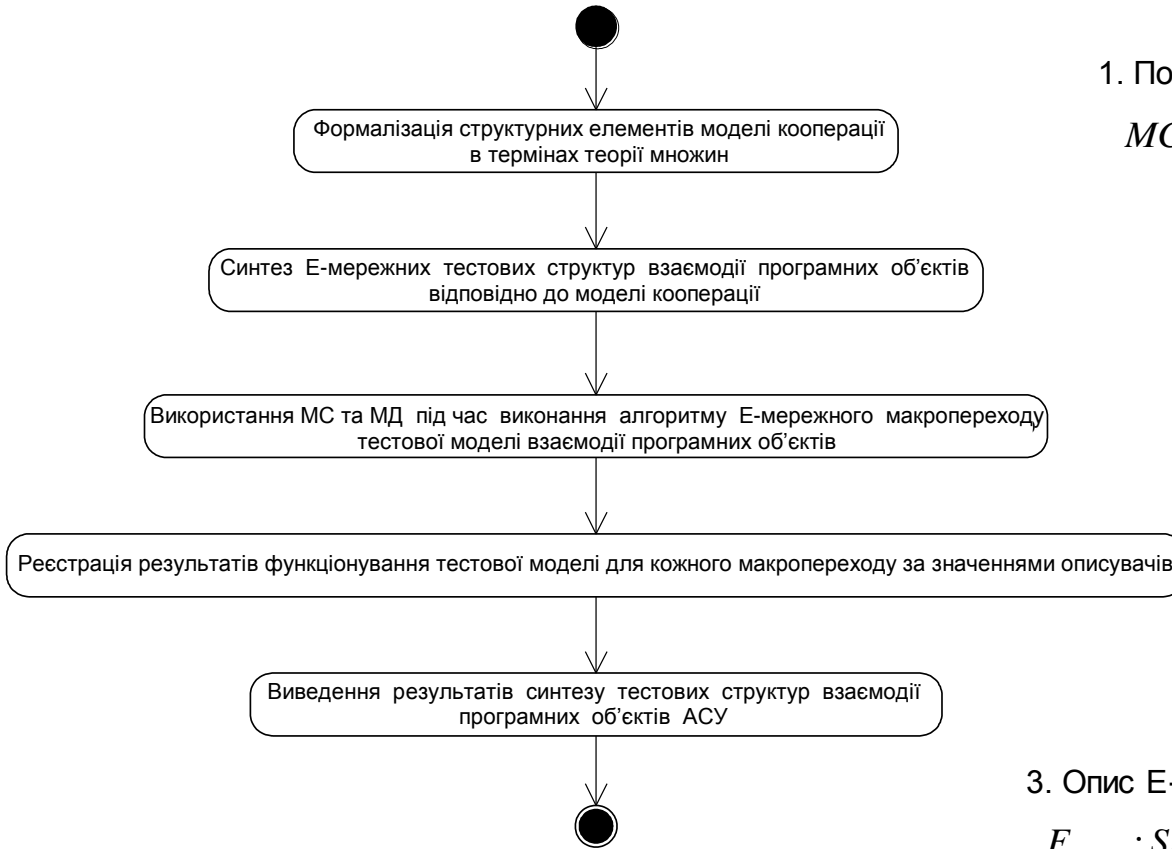 1. По
MC
Формалізація структурних елементів моделі кооперації
в термінах теорії множин
Синтез Е-мережних тестових структур взаємодії програмних об'єктів
відповідно до моделі кооперації
Використання МС та МД під час виконання алгоритму Е-мережного макропереходу
тестової моделі взаємодії програмних об'єктів
Реєстрація результатів функціонування тестової моделі для кожного макропереходу за значеннями описувачів
Виведення результатів синтезу тестових структур взаємодії
програмних об'єктів АСУ
3. Опис Е-
E : S